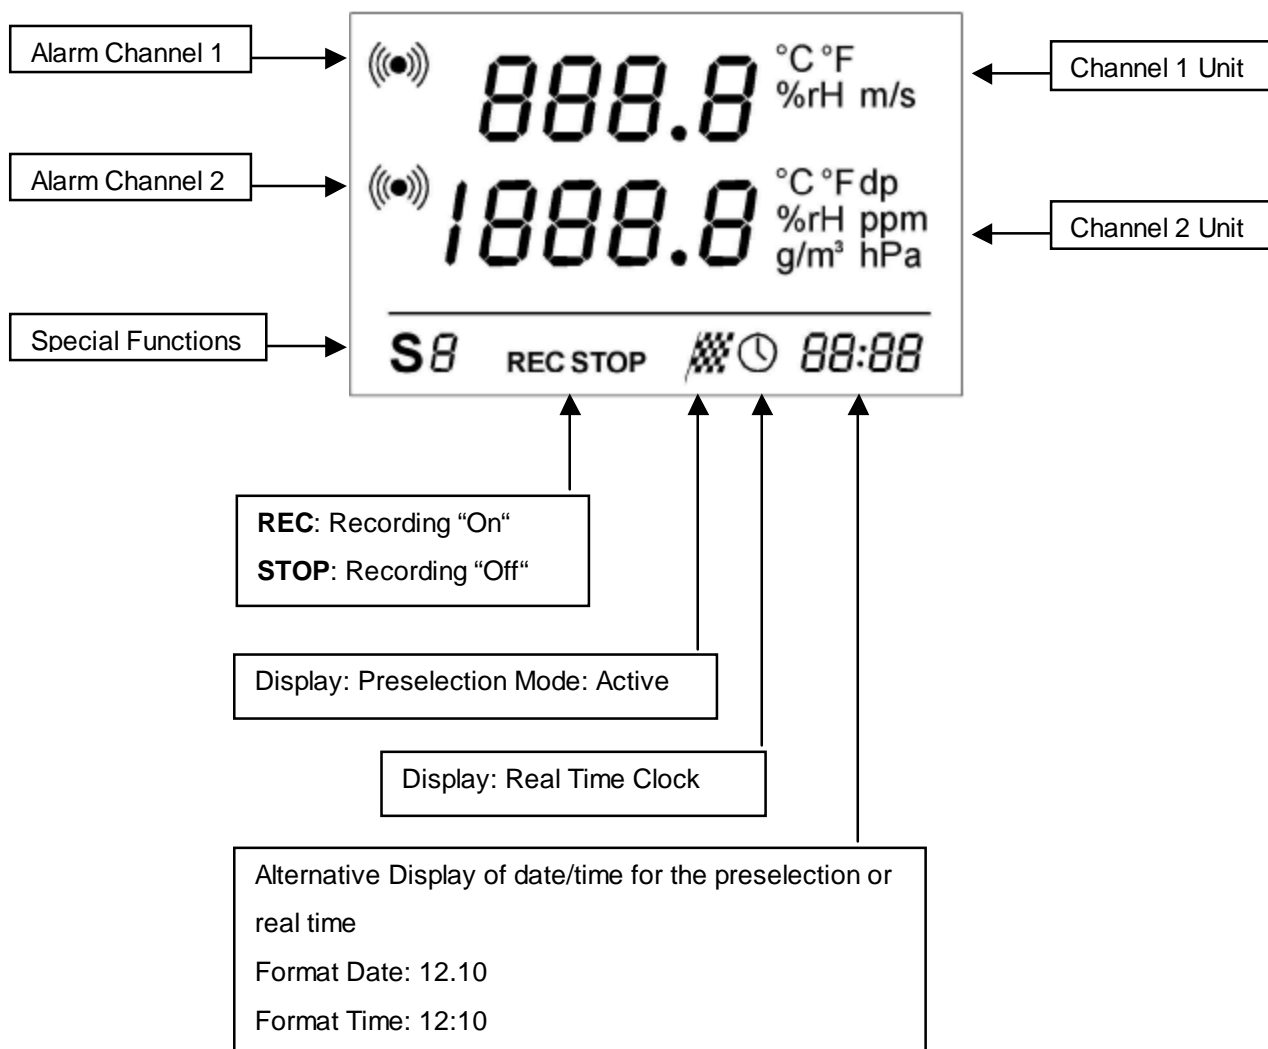 Alarm Channel 1
888.8
°C °F
%rH m/s
Channel 1 Unit
Alarm Channel 2
1888.8
°C °F dp
%rH ppm
g/m³ hPa
Channel 2 Unit
Special Functions
S8 REC STOP 88:88
REC: Recording “On“
STOP: Recording “Off“
Display: Preselection Mode: Active
Display: Real Time Clock
Alternative Display of date/time for the preselection or
real time
Format Date: 12.10
Format Time: 12:10